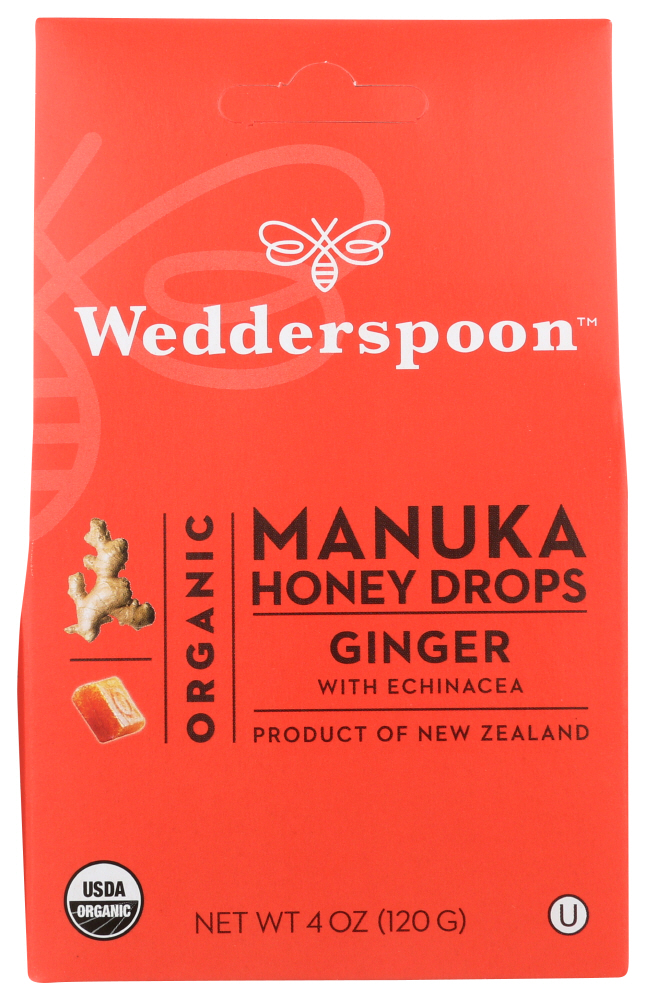 Wedderspoon™
ORGANIC
MANUKA
HONEY DROPS
GINGER
WITH ECHINACEA
PRODUCT OF NEW ZEALAND
USDA
ORGANIC
NET WT 4 OZ (120 G)
U